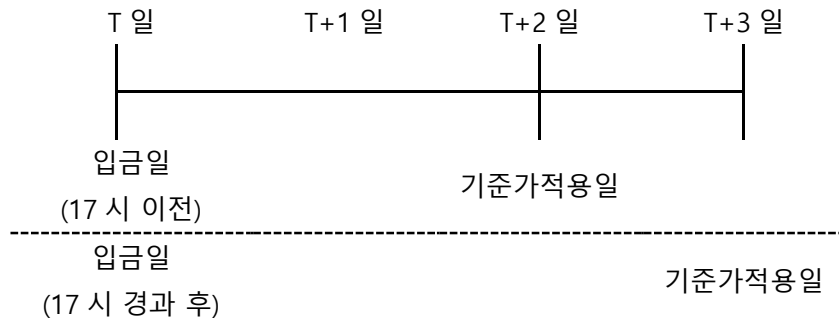 T 일 T+1 일 T+2 일 T+3 일
입금일
(17 시 이전)
기준가적용일
입금일
(17 시 경과 후)
기준가적용일